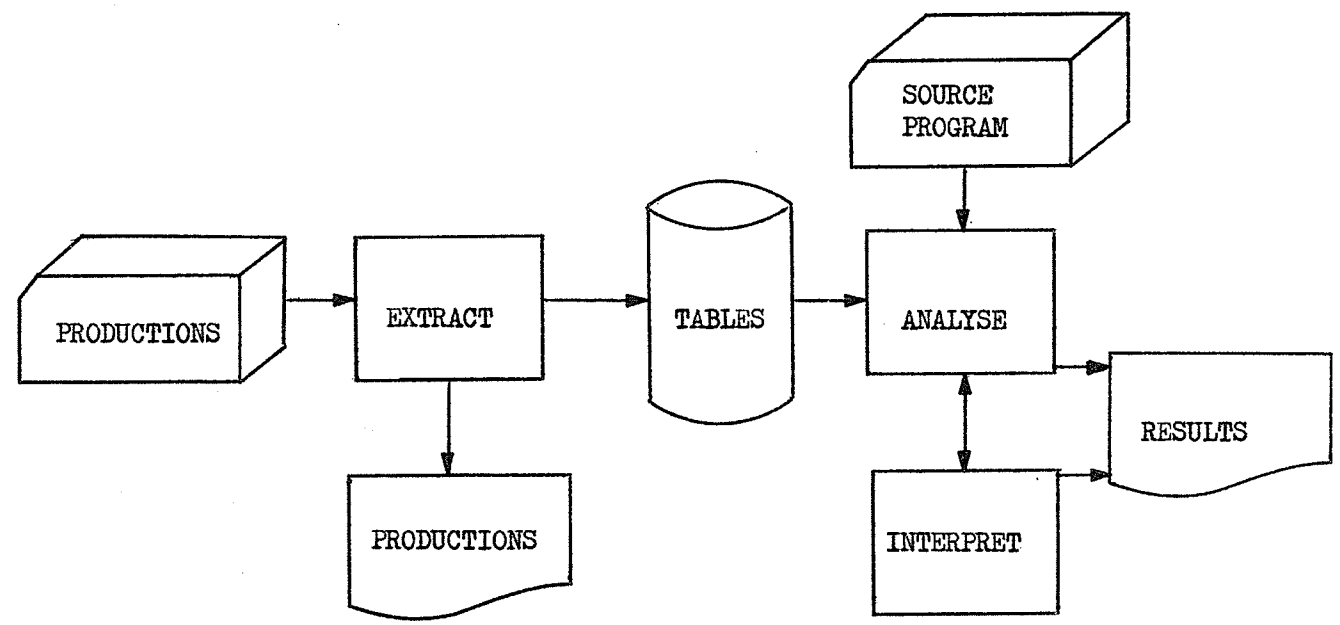 SOURCE
PROGRAM
PRODUCTIONS
EXTRACT
TABLES
ANALYSE
RESULTS
PRODUCTIONS
INTERPRET